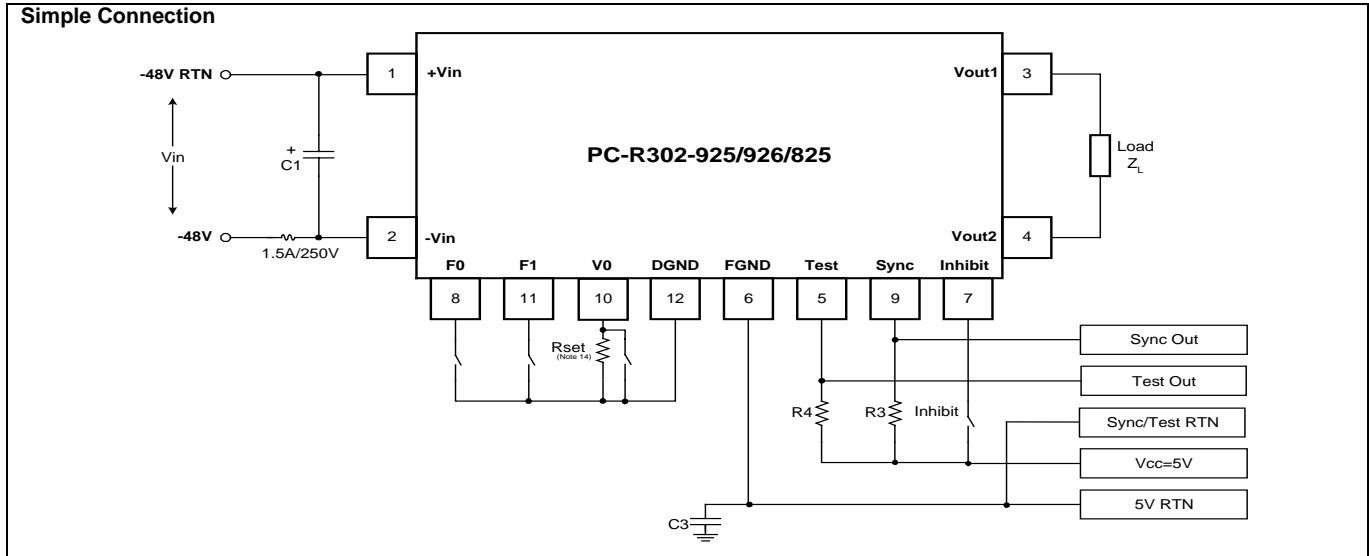 Simple Connection
-48V RTN
1
+Vin
Vout1
3
Vin
+
C1
PC-R302-925/926/825
Load
ZL
-48V
1.5A/250V
2
-Vin
Vout2
4
F0
F1
V0
DGND
FGND
Test
Sync
Inhibit
8
11
10
12
6
5
9
7
Rset
(Note 14)
Sync Out
Test Out
R4
R3
Inhibit
Sync/Test RTN
Vcc=5V
5V RTN
C3